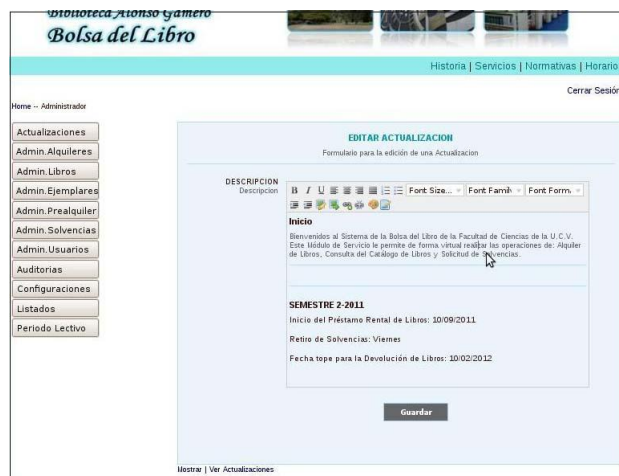 Biblioteca Alonso Gamero
Bolsa del Libro
Historia | Servicios | Normativas | Horario
Cerrar Sesión
Home -- Administrador
Actualizaciones
Admin.Alquileres
Admin.Libros
Admin.Ejemplares
Admin.Prealquiler
Admin.Solvencias
Admin.Usuarios
Auditorias
Configuraciones
Listados
Periodo Lectivo
EDITAR ACTUALIZACION
Formulario para la edición de una Actualizacion
DESCRIPCION
Descripcion
B I U Font Size... Font Famil Font Form.
Inicio
Bienvenidos al Sistema de la Bolsa del Libro de la Facultad de Ciencias de la U.C.V.
Este Módulo de Servicio le permite de forma virtual realizar las operaciones de: Alquiler
de Libros, Consulta del Catálogo de Libros y Solicitud de Solvencias.
SEMESTRE 2-2011
Inicio del Préstamo Rental de Libros: 10/09/2011
Retiro de Solvencias: Viernes
Fecha tope para la Devolución de Libros: 10/02/2012
Guardar
Mostrar | Ver Actualizaciones